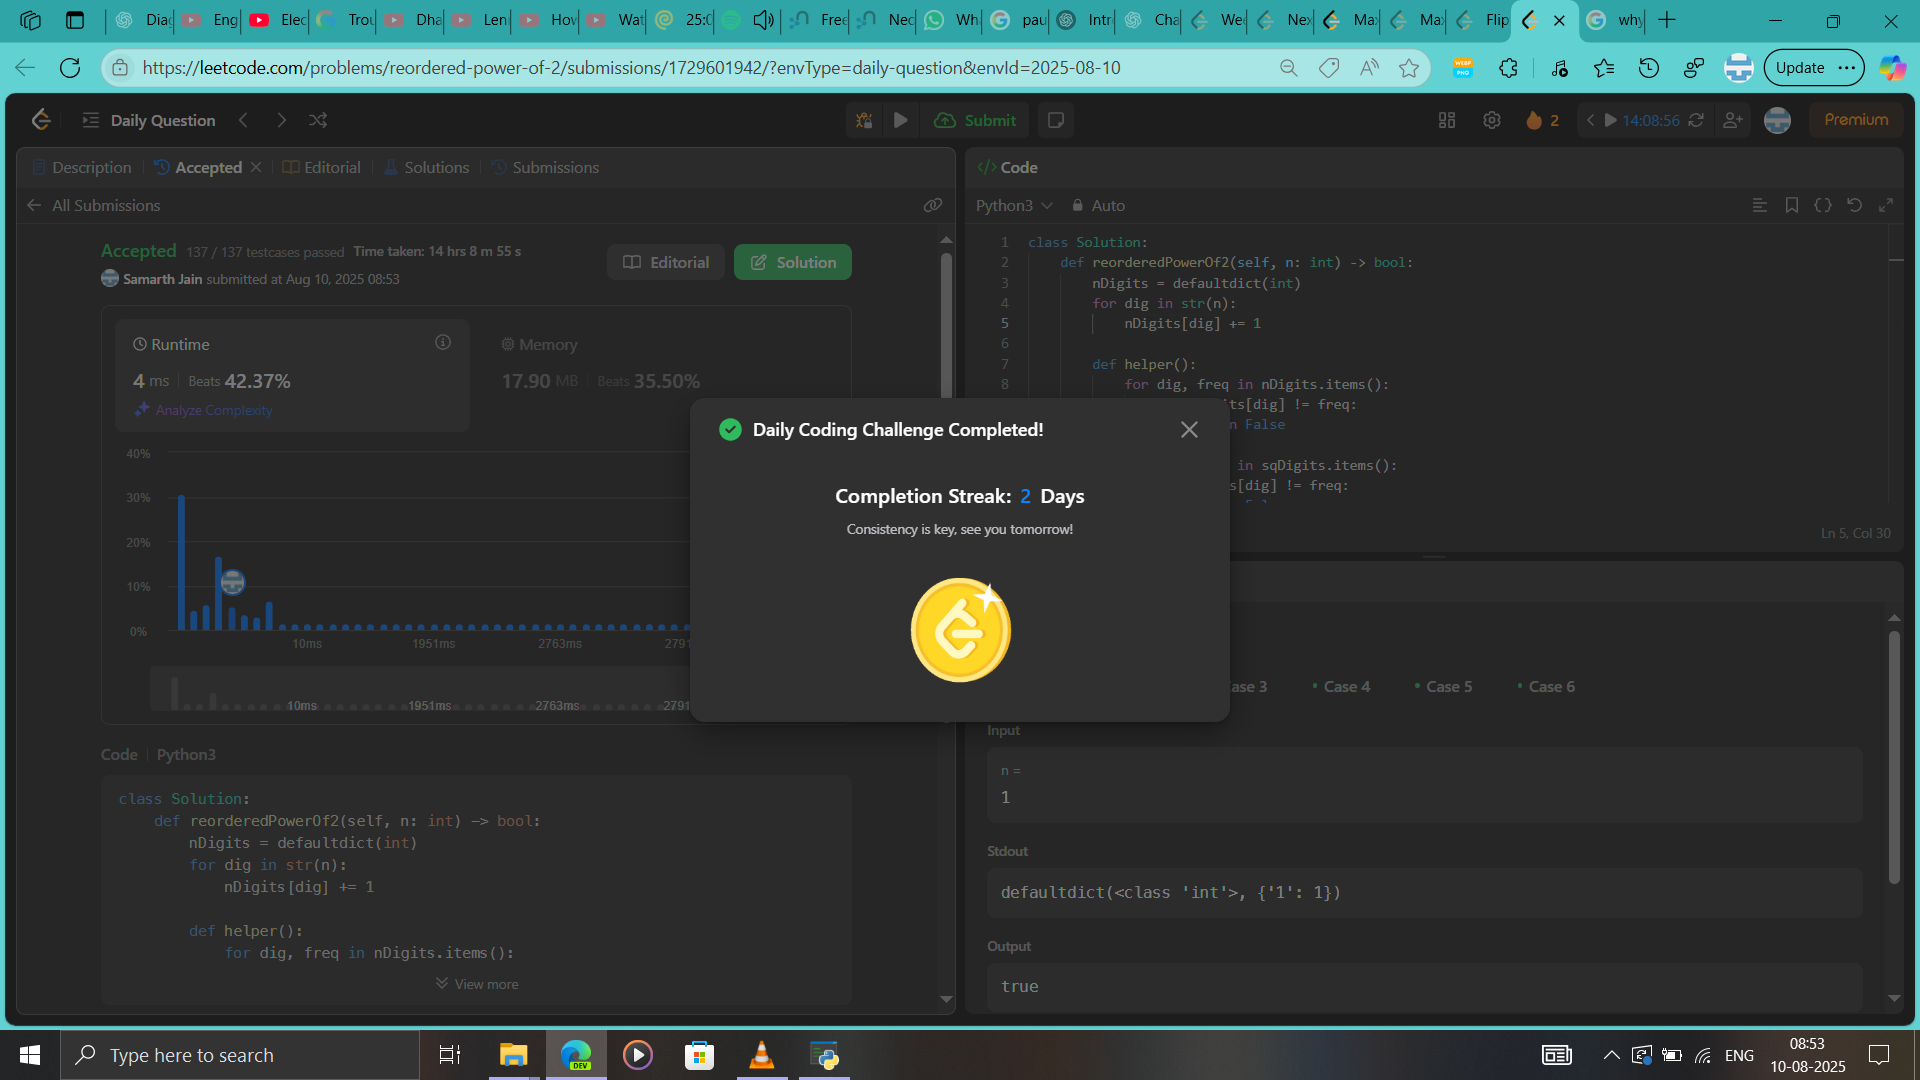 Diag
Eng
Elec
Trou
Dha
Len
How
Wat
25:0
Free
Nec
Wha
pau
Intr
Cha
Wee
Nex
Max
Max
Flip
why
https://leetcode.com/problems/reordered-power-of-2/submissions/1729601942/?envType=daily-question&envId=2025-08-10
WEBP PNG
Update
Daily Question
Submit
2
14:08:56
Premium
Description
Accepted
Editorial
Solutions
Submissions
All Submissions
Accepted 137 / 137 testcases passed Time taken: 14 hrs 8 m 55 s
Samarth Jain submitted at Aug 10, 2025 08:53
Editorial
Solution
Runtime
4 ms Beats 42.37%
Analyze Complexity
Memory
17.90 MB Beats 35.50%
40%
30%
20%
10%
0%
10ms 1951ms 2763ms 2791
10ms 1951ms 2763ms 2791
Code Python3
class Solution:
def reorderedPowerOf2(self, n: int) -> bool:
nDigits = defaultdict(int)
for dig in str(n):
nDigits[dig] += 1
def helper():
for dig, freq in nDigits.items():
View more
Daily Coding Challenge Completed!
Completion Streak: 2 Days
Consistency is key, see you tomorrow!
</> Code
Python3 Auto
1 class Solution:
2 def reorderedPowerOf2(self, n: int) -> bool:
3 nDigits = defaultdict(int)
4 for dig in str(n):
5 nDigits[dig] += 1
6
7 def helper():
8 for dig, freq in nDigits.items():
ts[dig] != freq:
n False
in sqDigits.items():
s[dig] != freq:
Ln 5, Col 30
ase 3 Case 4 Case 5 Case 6
Input
n =
1
Stdout
defaultdict(<class 'int'>, {'1': 1})
Output
true
Type here to search
DEV
ENG
08:53
10-08-2025